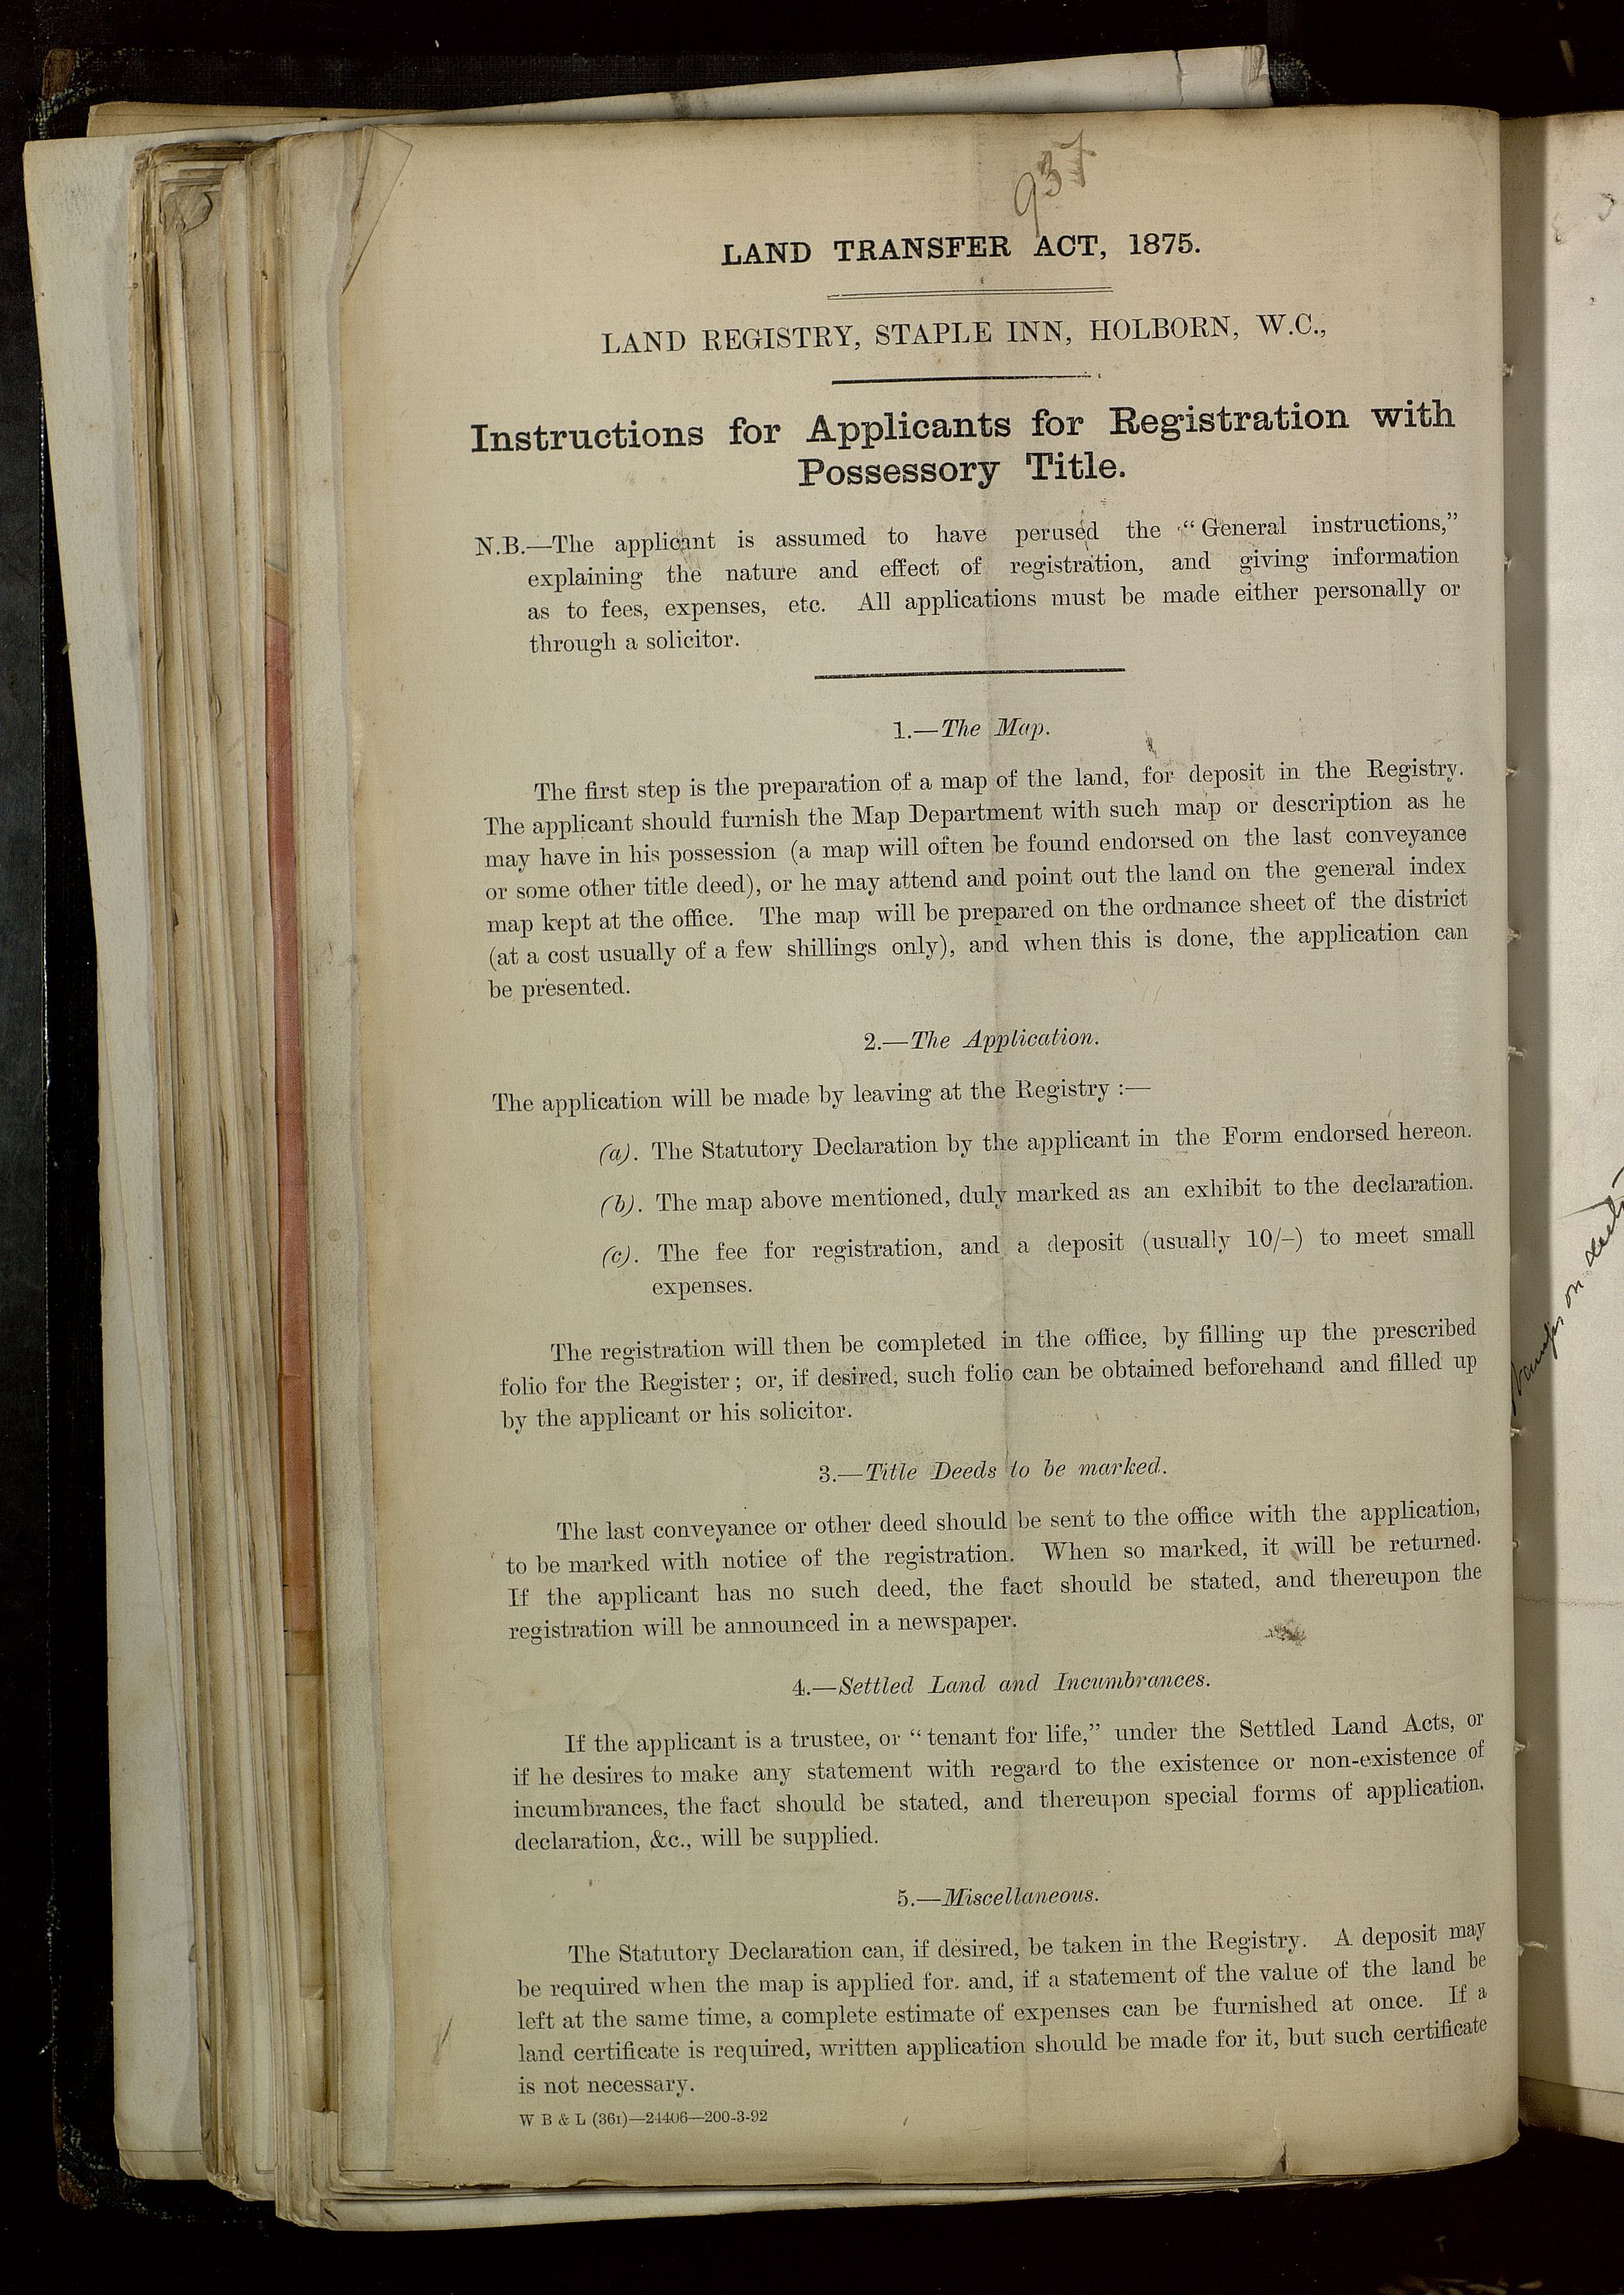 937
LAND TRANSFER ACT, 1875.
LAND REGISTRY, STAPLE INN, HOLBORN, W.C.,
Instructions for Applicants for Registration with
Possessory Title.
N.B.—The applicant is assumed to have perused the “General instructions,”
explaining the nature and effect of registration, and giving information
as to fees, expenses, etc. All applications must be made either personally or
through a solicitor.
1.—The Map.
The first step is the preparation of a map of the land, for deposit in the Registry.
The applicant should furnish the Map Department with such map or description as he
may have in his possession (a map will often be found endorsed on the last conveyance
or some other title deed), or he may attend and point out the land on the general index
map kept at the office. The map will be prepared on the ordnance sheet of the district
(at a cost usually of a few shillings only), and when this is done, the application can
be presented.
2.—The Application.
The application will be made by leaving at the Registry :—
(a). The Statutory Declaration by the applicant in the Form endorsed hereon.
(b). The map above mentioned, duly marked as an exhibit to the declaration.
(c). The fee for registration, and a deposit (usually 10/–) to meet small
expenses.
The registration will then be completed in the office, by filling up the prescribed
folio for the Register; or, if desired, such folio can be obtained beforehand and filled up
by the applicant or his solicitor.
3.—Title Deeds to be marked.
The last conveyance or other deed should be sent to the office with the application,
to be marked with notice of the registration. When so marked, it will be returned.
If the applicant has no such deed, the fact should be stated, and thereupon the
registration will be announced in a newspaper.
4.—Settled Land and Incumbrances.
If the applicant is a trustee, or “tenant for life,” under the Settled Land Acts, or
if he desires to make any statement with regard to the existence or non-existence of
incumbrances, the fact should be stated, and thereupon special forms of application,
declaration, &c., will be supplied.
5.—Miscellaneous.
The Statutory Declaration can, if desired, be taken in the Registry. A deposit may
be required when the map is applied for. and, if a statement of the value of the land be
left at the same time, a complete estimate of expenses can be furnished at once. If a
land certificate is required, written application should be made for it, but such certificate
is not necessary.
W B & L (361)—24406—200-3-92
on